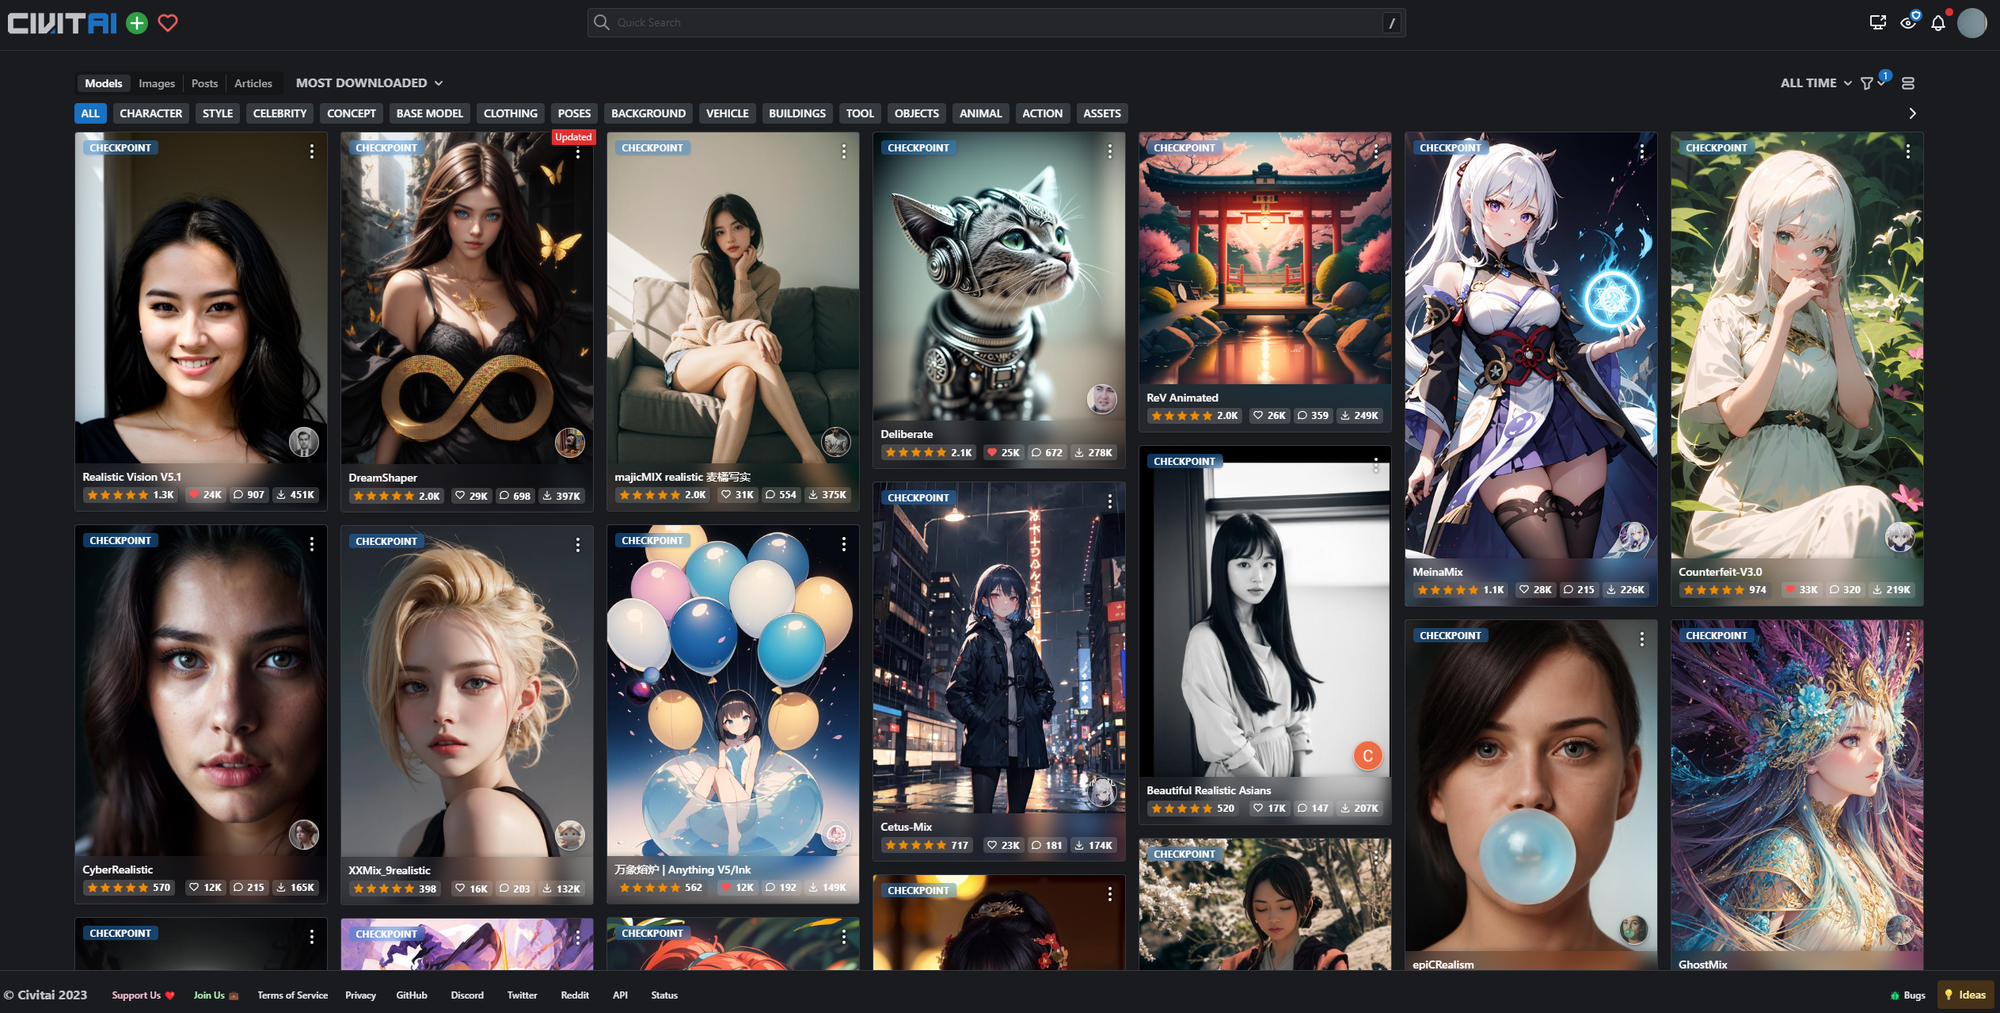 CIVITAI
Quick Search
/
Models Images Posts Articles MOST DOWNLOADED
ALL TIME 1
ALL CHARACTER STYLE CELEBRITY CONCEPT BASE MODEL CLOTHING POSES BACKGROUND VEHICLE BUILDINGS TOOL OBJECTS ANIMAL ACTION ASSETS
CHECKPOINT
Realistic Vision V5.1
1.3K 24K 907 451K
Updated
CHECKPOINT
DreamShaper
2.0K 29K 698 397K
CHECKPOINT
majicMIX realistic 麦橘写实
2.0K 31K 554 375K
CHECKPOINT
Deliberate
2.1K 25K 672 278K
CHECKPOINT
ReV Animated
2.0K 26K 359 249K
CHECKPOINT
MeinaMix
1.1K 28K 215 226K
CHECKPOINT
Counterfeit-V3.0
974 33K 320 219K
CHECKPOINT
CyberRealistic
570 12K 215 165K
CHECKPOINT
XXMix_9realistic
398 16K 203 132K
CHECKPOINT
万象熔炉 | Anything V5/Ink
562 12K 192 149K
CHECKPOINT
Cetus-Mix
717 23K 181 174K
CHECKPOINT
C
Beautiful Realistic Asians
520 17K 147 207K
CHECKPOINT
epiCRealism
CHECKPOINT
GhostMix
CHECKPOINT
CHECKPOINT
CHECKPOINT
CHECKPOINT
CHECKPOINT
© Civitai 2023 Support Us Join Us Terms of Service Privacy GitHub Discord Twitter Reddit API Status
Bugs Ideas